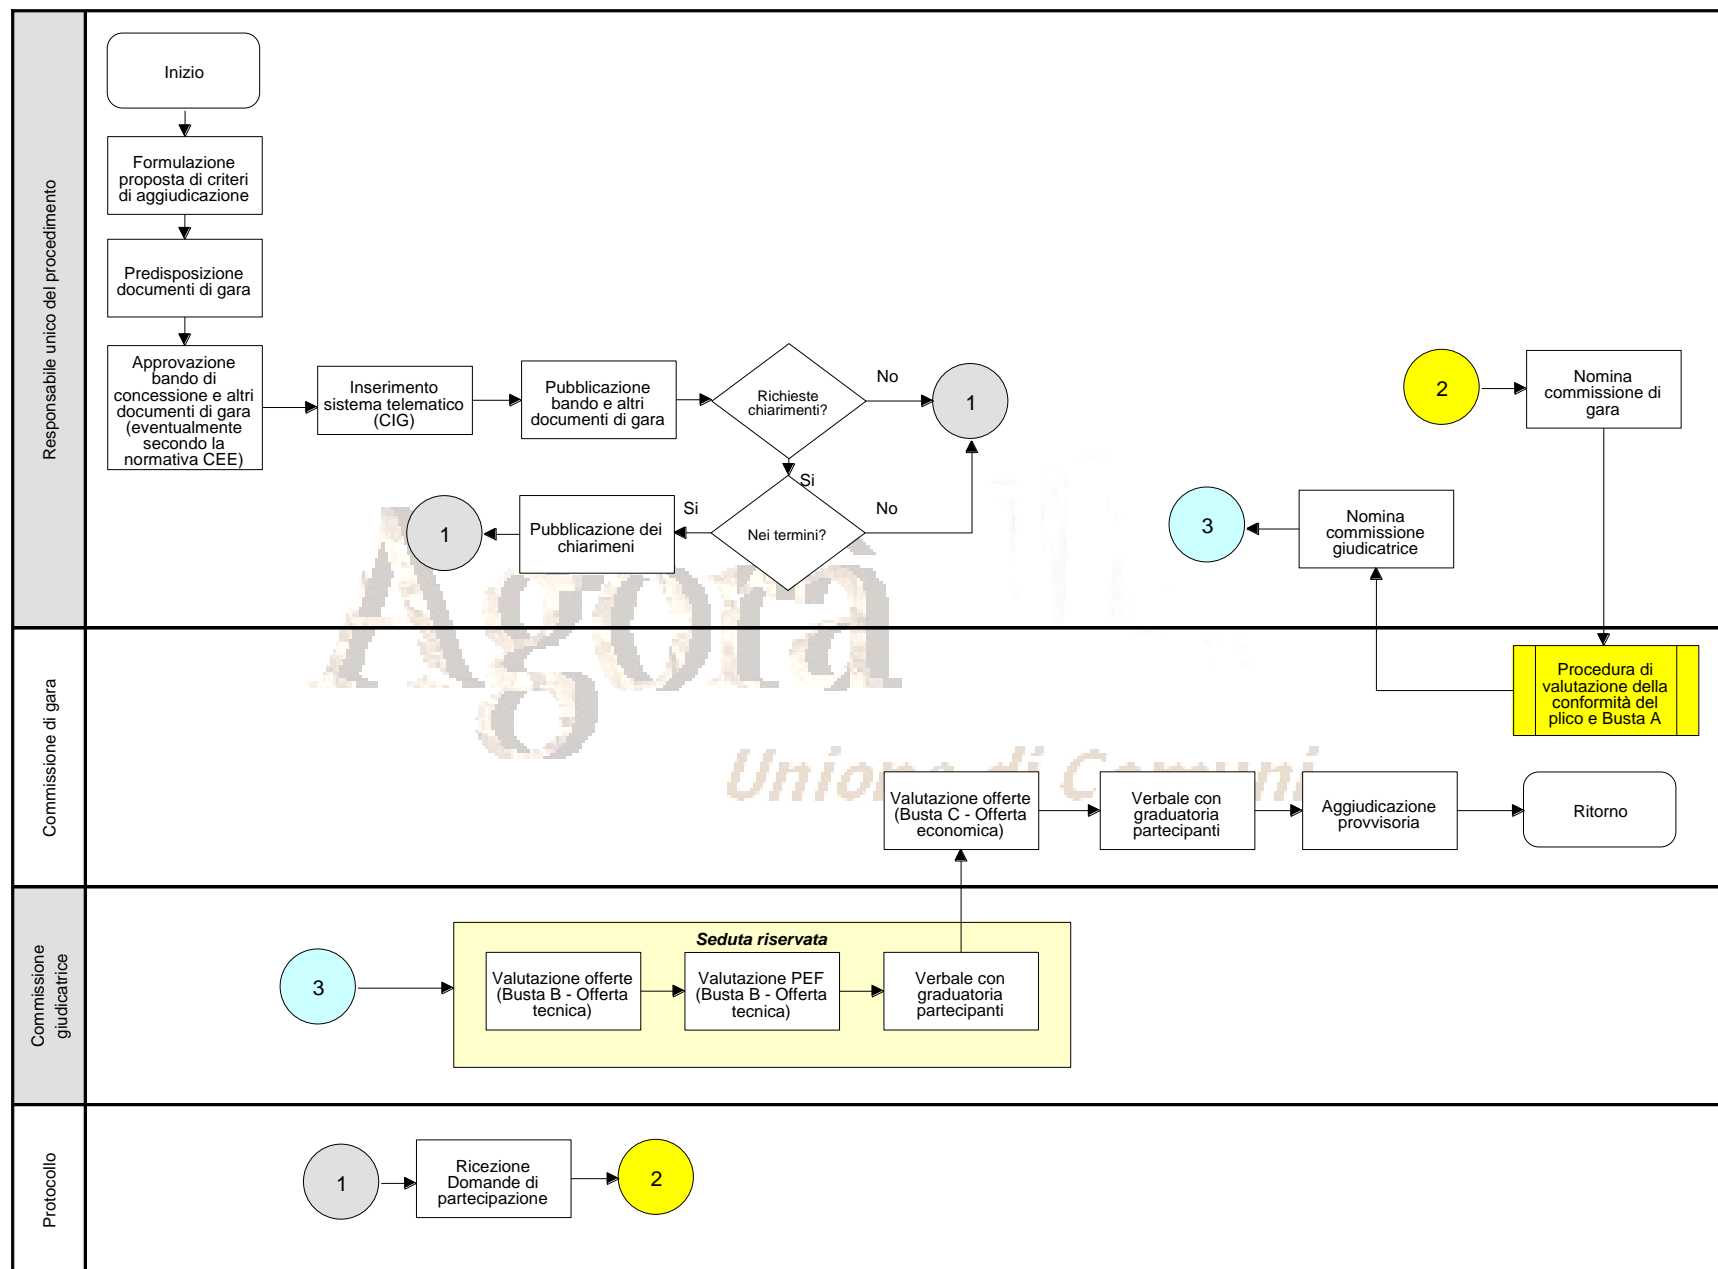 Responsabile unico del procedimento
Inizio
Formulazione
proposta di criteri
di aggiudicazione
Predisposizione
documenti di gara
Approvazione
bando di
concessione e altri
documenti di gara
(eventualmente
secondo la
normativa CEE)
Inserimento
sistema telematico
(CIG)
Pubblicazione
bando e altri
documenti di gara
Richieste
chiarimenti?
No
1
Si
Nei termini?
No
Si
Pubblicazione dei
chiarimeni
1
2
Nomina
commissione di
gara
Nomina
commissione
giudicatrice
3
Agorà
Unione di Comuni
Commissione di gara
Procedura di
valutazione della
conformità del
plico e Busta A
Valutazione offerte
(Busta C - Offerta
economica)
Verbale con
graduatoria
partecipanti
Aggiudicazione
provvisoria
Ritorno
Commissione
giudicatrice
3
Seduta riservata
Valutazione offerte
(Busta B - Offerta
tecnica)
Valutazione PEF
(Busta B - Offerta
tecnica)
Verbale con
graduatoria
partecipanti
Protocollo
1
Ricezione
Domande di
partecipazione
2